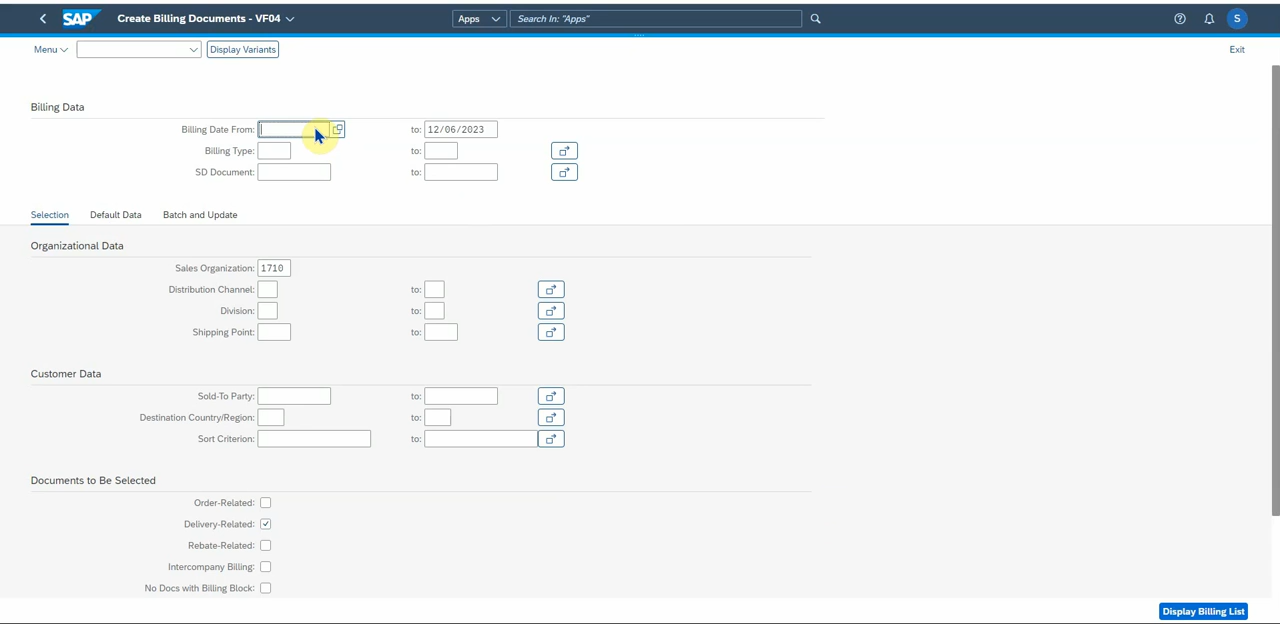 SAP Create Billing Documents - VF04 Apps Search In: "Apps" S
Menu Display Variants Exit
Billing Data
Billing Date From: to: 12/06/2023
Billing Type: to:
SD Document: to:
Selection Default Data Batch and Update
Organizational Data
Sales Organization: 1710
Distribution Channel: to:
Division: to:
Shipping Point: to:
Customer Data
Sold-To Party: to:
Destination Country/Region: to:
Sort Criterion: to:
Documents to Be Selected
Order-Related:
Delivery-Related:
Rebate-Related:
Intercompany Billing:
No Docs with Billing Block:
Display Billing List